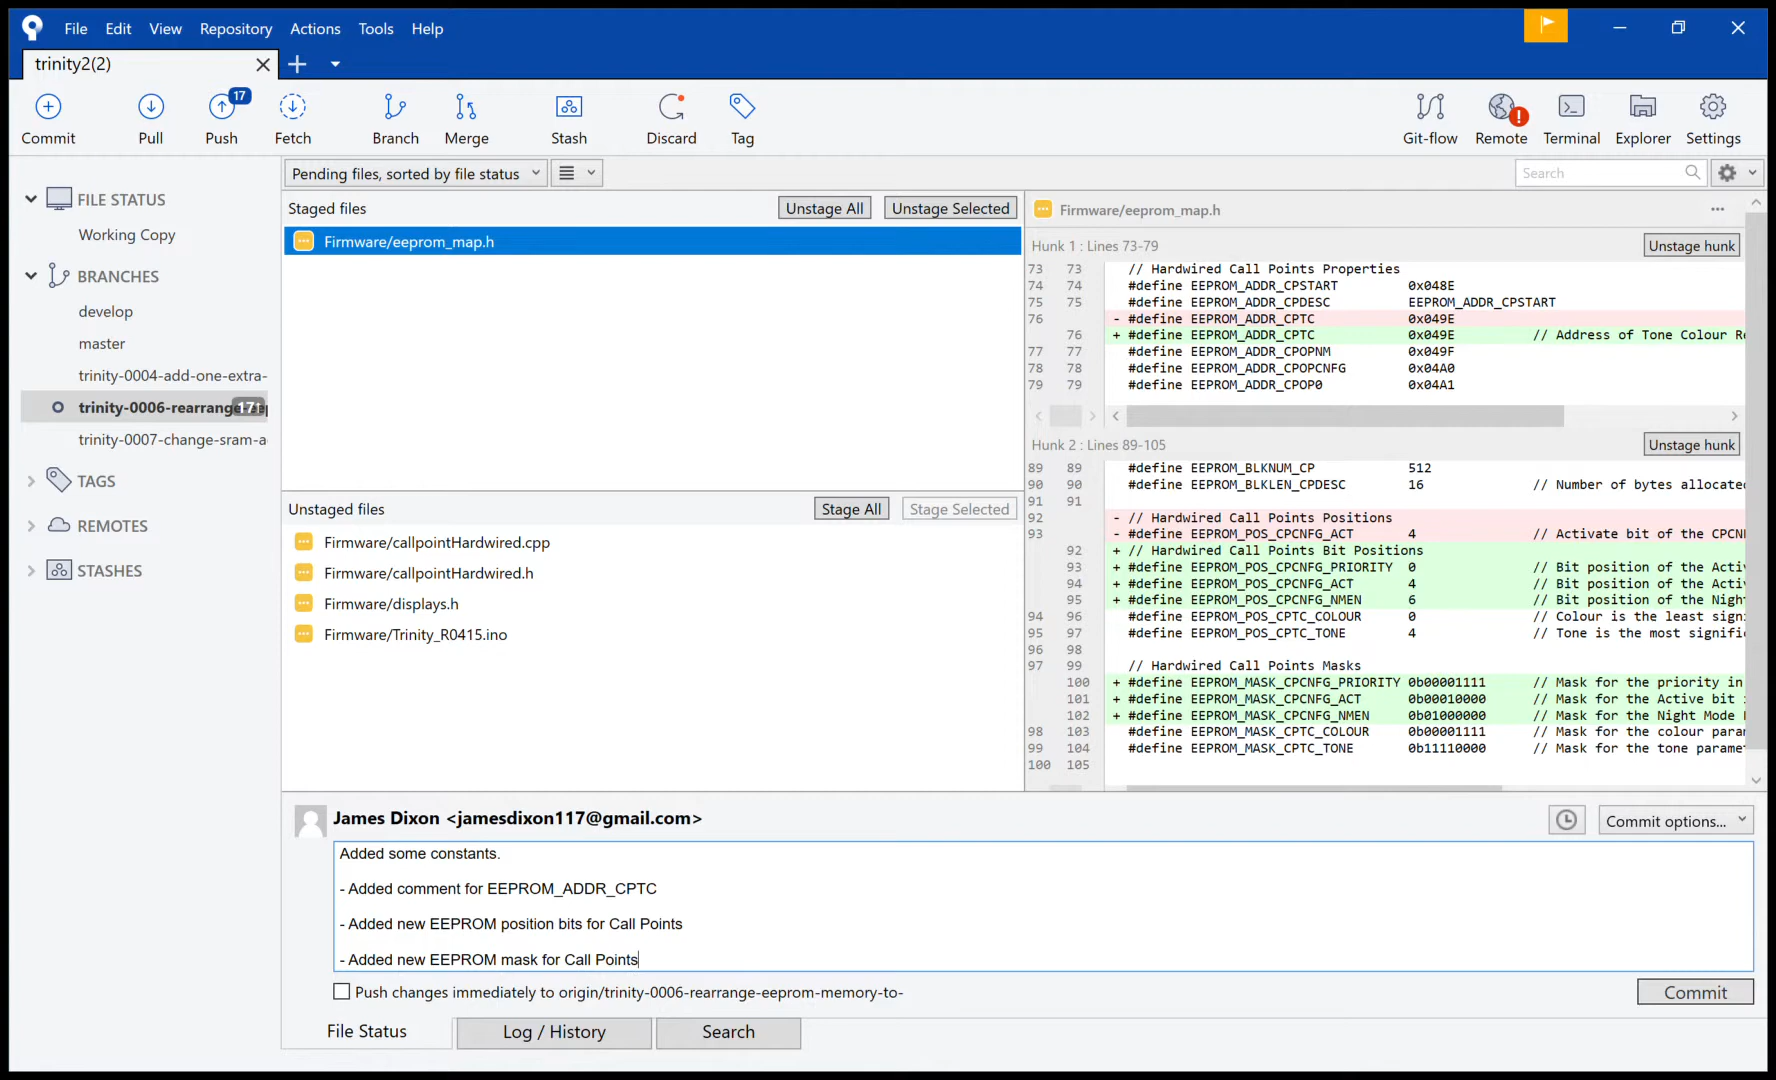 File Edit View Repository Actions Tools Help
trinity2(2)
17
Commit Pull Push Fetch Branch Merge Stash Discard Tag Git-flow Remote Terminal Explorer Settings
Pending files, sorted by file status
Search
FILE STATUS
Working Copy
BRANCHES
develop
master
trinity-0004-add-one-extra-
trinity-0006-rearrange
trinity-0007-change-sram-a
TAGS
REMOTES
STASHES
Staged files Unstage All Unstage Selected
Firmware/eeprom_map.h
Unstaged files Stage All Stage Selected
Firmware/callpointHardwired.cpp
Firmware/callpointHardwired.h
Firmware/displays.h
Firmware/Trinity_R0415.ino
Firmware/eeprom_map.h
Hunk 1 : Lines 73-79 Unstage hunk
73 73 // Hardwired Call Points Properties
74 74 #define EEPROM_ADDR_CPSTART 0x048E
75 75 #define EEPROM_ADDR_CPDESC EEPROM_ADDR_CPSTART
76 - #define EEPROM_ADDR_CPTC 0x049E
76 + #define EEPROM_ADDR_CPTC 0x049E // Address of Tone Colour
77 77 #define EEPROM_ADDR_CPOPNM 0x049F
78 78 #define EEPROM_ADDR_CPOPCNFG 0x04A0
79 79 #define EEPROM_ADDR_CPOP0 0x04A1
Hunk 2 : Lines 89-105 Unstage hunk
89 89 #define EEPROM_BLKNUM_CP 512
90 90 #define EEPROM_BLKLEN_CPDESC 16 // Number of bytes allocated
91 91
92 - // Hardwired Call Points Positions
93 - #define EEPROM_POS_CPCNFG_ACT 4 // Activate bit of the
92 + // Hardwired Call Points Bit Positions
93 + #define EEPROM_POS_CPCNFG_PRIORITY 0 // Bit position of the Activ
94 + #define EEPROM_POS_CPCNFG_ACT 4 // Bit position of the Activ
95 + #define EEPROM_POS_CPCNFG_NMEN 6 // Bit position of the Night
94 96 #define EEPROM_POS_CPTC_COLOUR 0 // Colour is the least
95 97 #define EEPROM_POS_CPTC_TONE 4 // Tone is the most
96 98
97 99 // Hardwired Call Points Masks
100 + #define EEPROM_MASK_CPCNFG_PRIORITY 0b00001111 // Mask for the priority in
101 + #define EEPROM_MASK_CPCNFG_ACT 0b00010000 // Mask for the Active bit
102 + #define EEPROM_MASK_CPCNFG_NMEN 0b01000000 // Mask for the Night Mode
98 103 #define EEPROM_MASK_CPTC_COLOUR 0b00001111 // Mask for the colour
99 104 #define EEPROM_MASK_CPTC_TONE 0b11110000 // Mask for the tone
100 105
James Dixon <jamesdixon117@gmail.com> Commit options...
Added some constants.
- Added comment for EEPROM_ADDR_CPTC
- Added new EEPROM position bits for Call Points
- Added new EEPROM mask for Call Points
Push changes immediately to origin/trinity-0006-rearrange-eeprom-memory-to- Commit
File Status Log / History Search